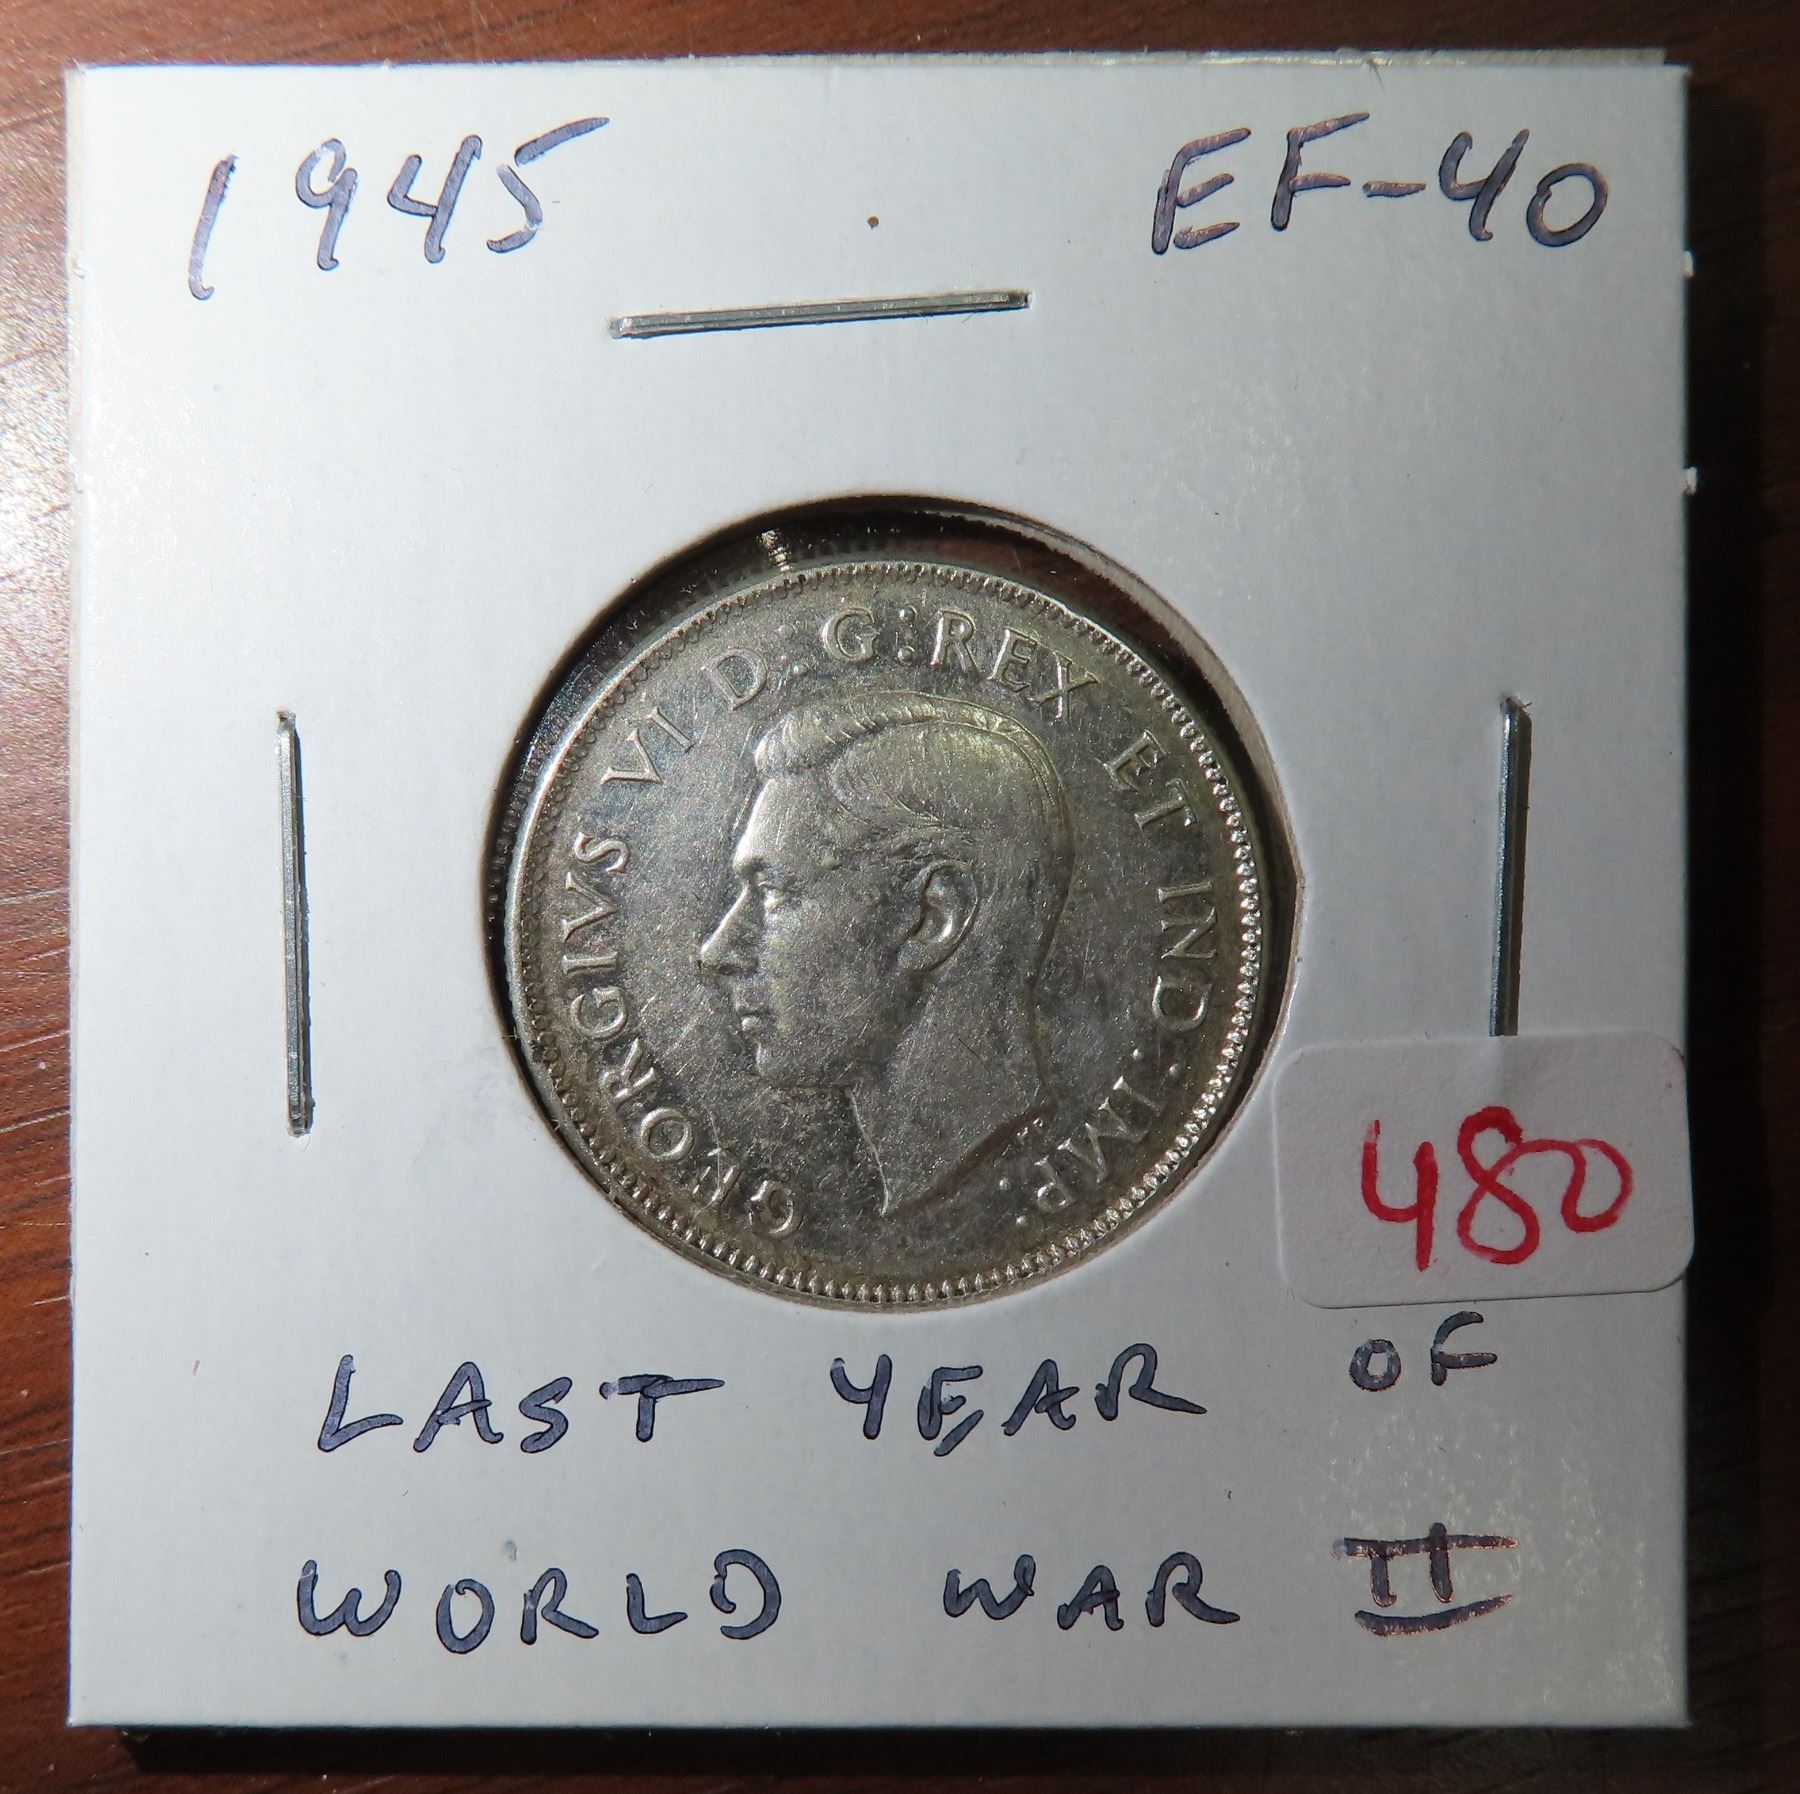 1945 EF-40
GEORGIVS VI D:G:REX ET IND:IMP:
480
LAST YEAR OF
WORLD WAR II